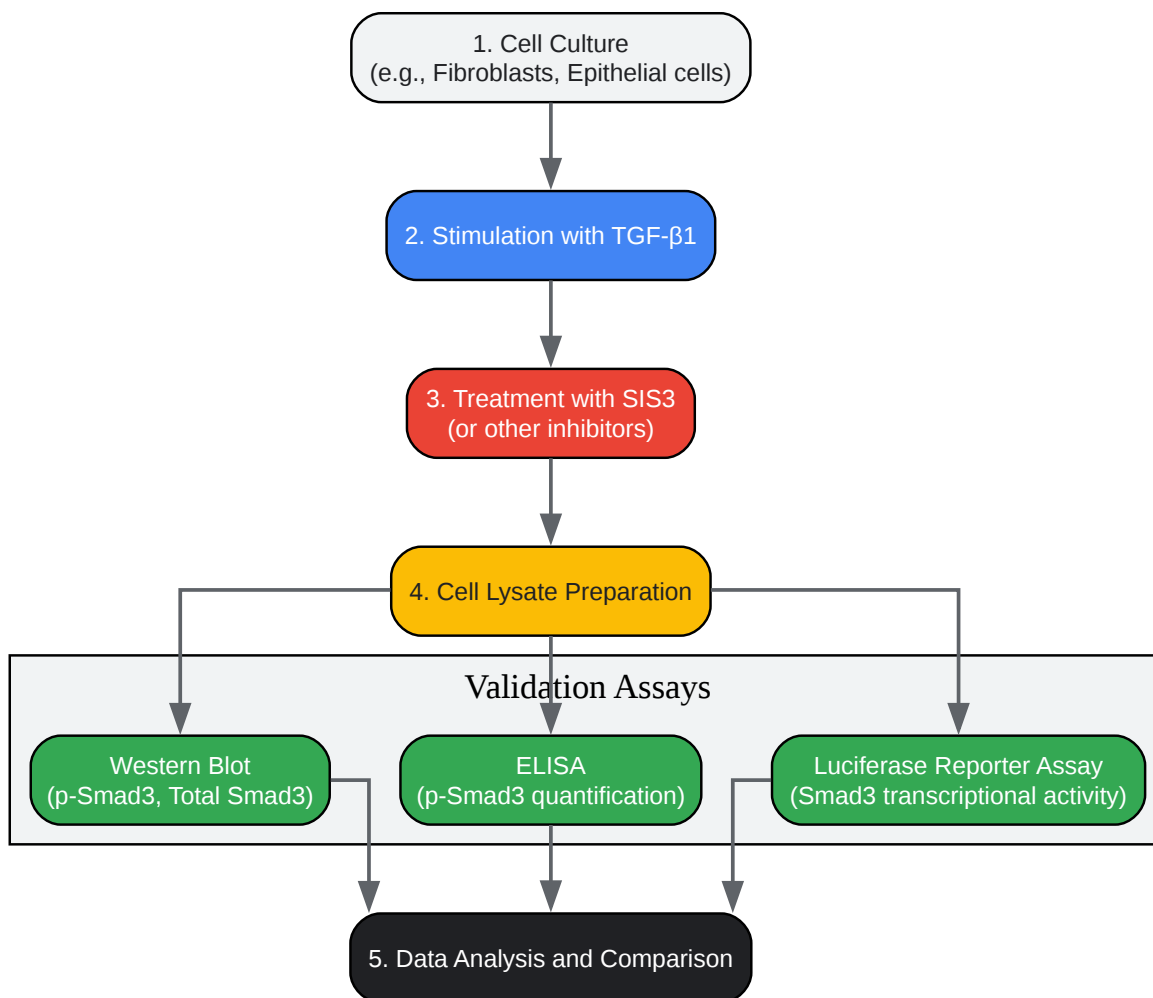 1. Cell Culture
(e.g., Fibroblasts, Epithelial cells)
2. Stimulation with TGF-β1
3. Treatment with SIS3
(or other inhibitors)
4. Cell Lysate Preparation
Validation Assays
Western Blot
(p-Smad3, Total Smad3)
ELISA
(p-Smad3 quantification)
Luciferase Reporter Assay
(Smad3 transcriptional activity)
5. Data Analysis and Comparison